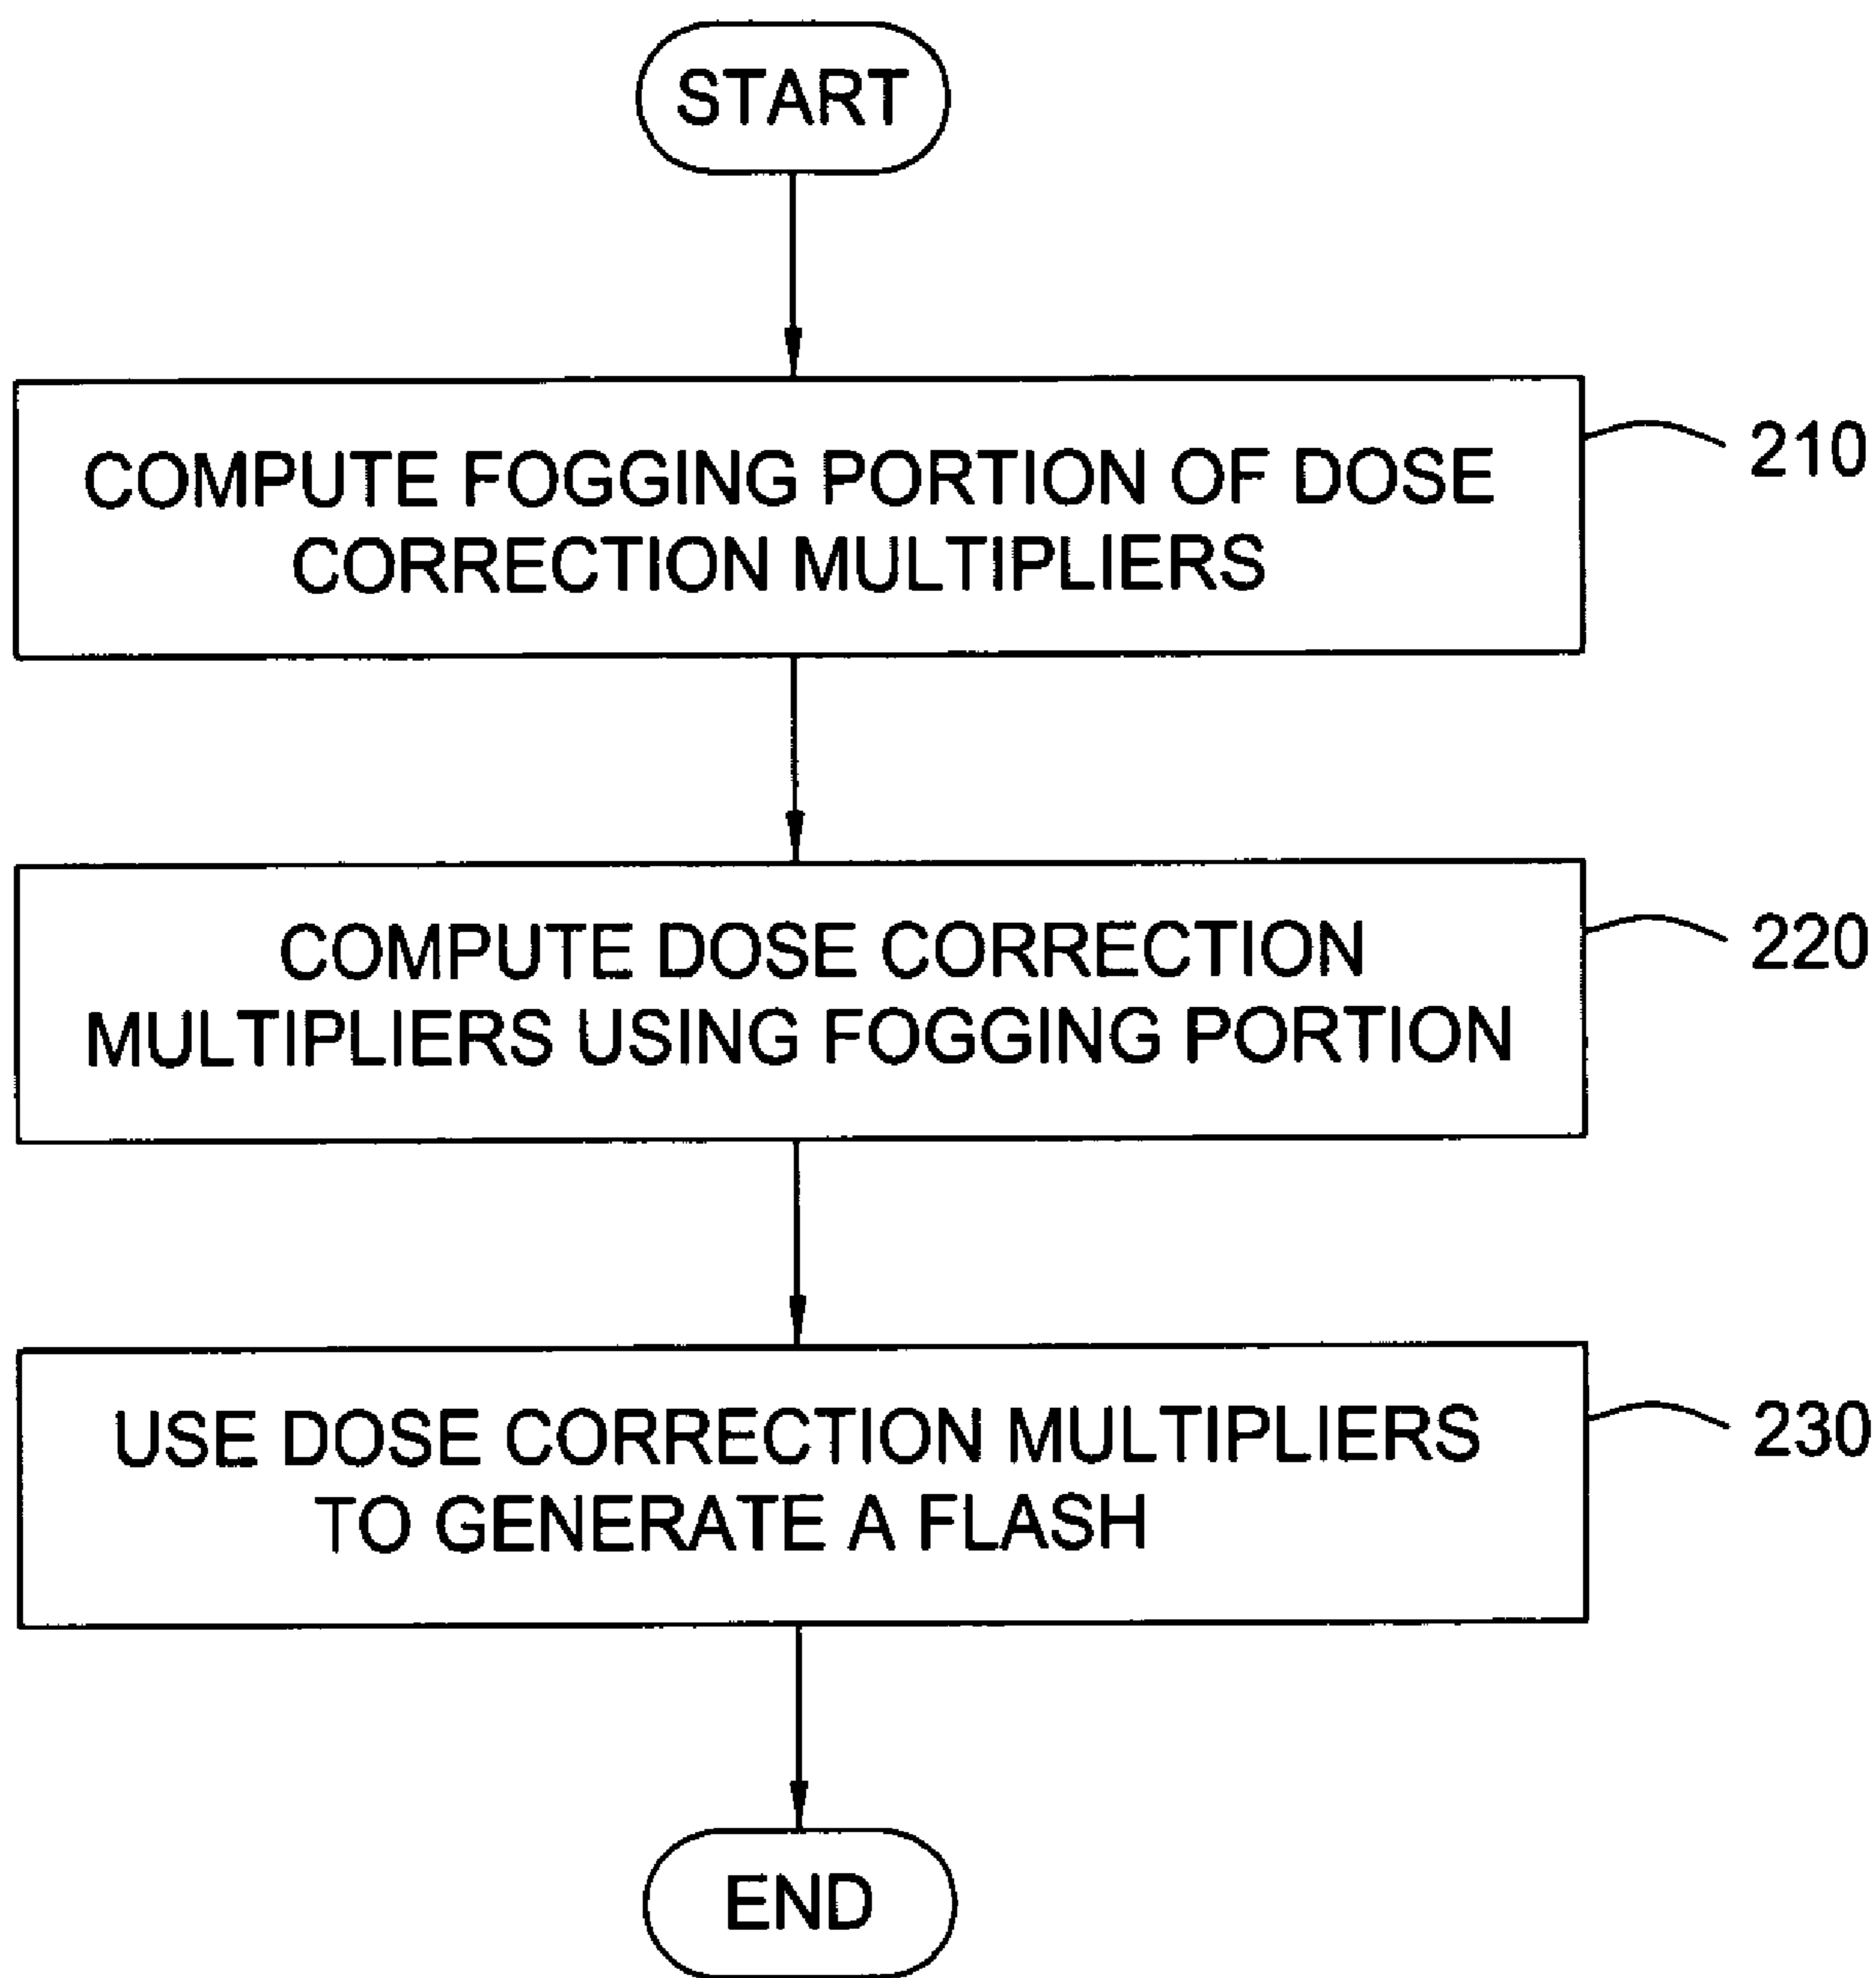 START
COMPUTE FOGGING PORTION OF DOSE
CORRECTION MULTIPLIERS
210
COMPUTE DOSE CORRECTION
MULTIPLIERS USING FOGGING PORTION
220
USE DOSE CORRECTION MULTIPLIERS
TO GENERATE A FLASH
230
END